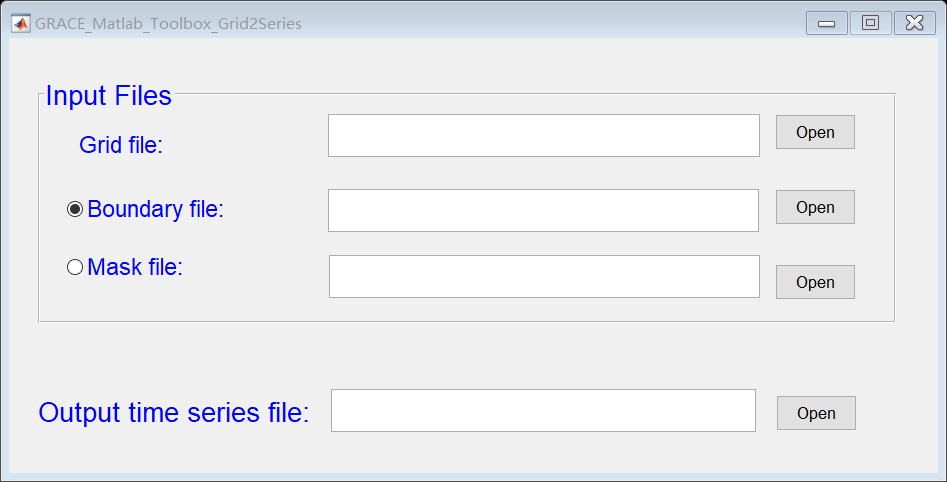 GRACE_Matlab_Toolbox_Grid2Series
Input Files
Grid file:
Open
Boundary file:
Open
Mask file:
Open
Output time series file:
Open